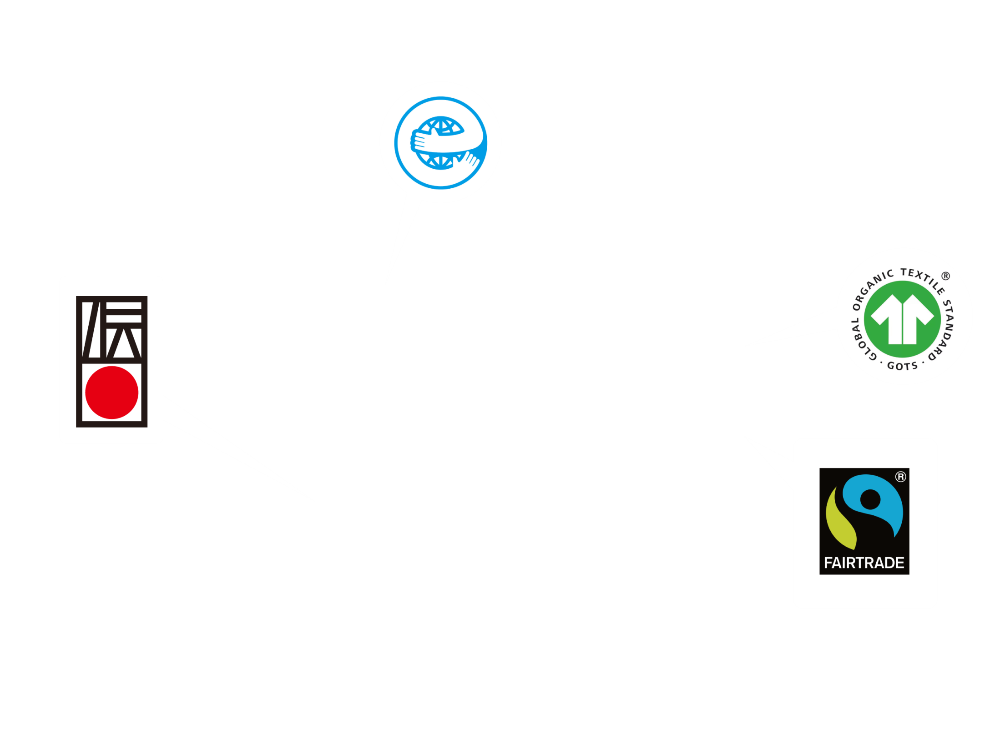 伝
GLOBAL ORGANIC TEXTILE STANDARD · GOTS ·
®
®
FAIRTRADE